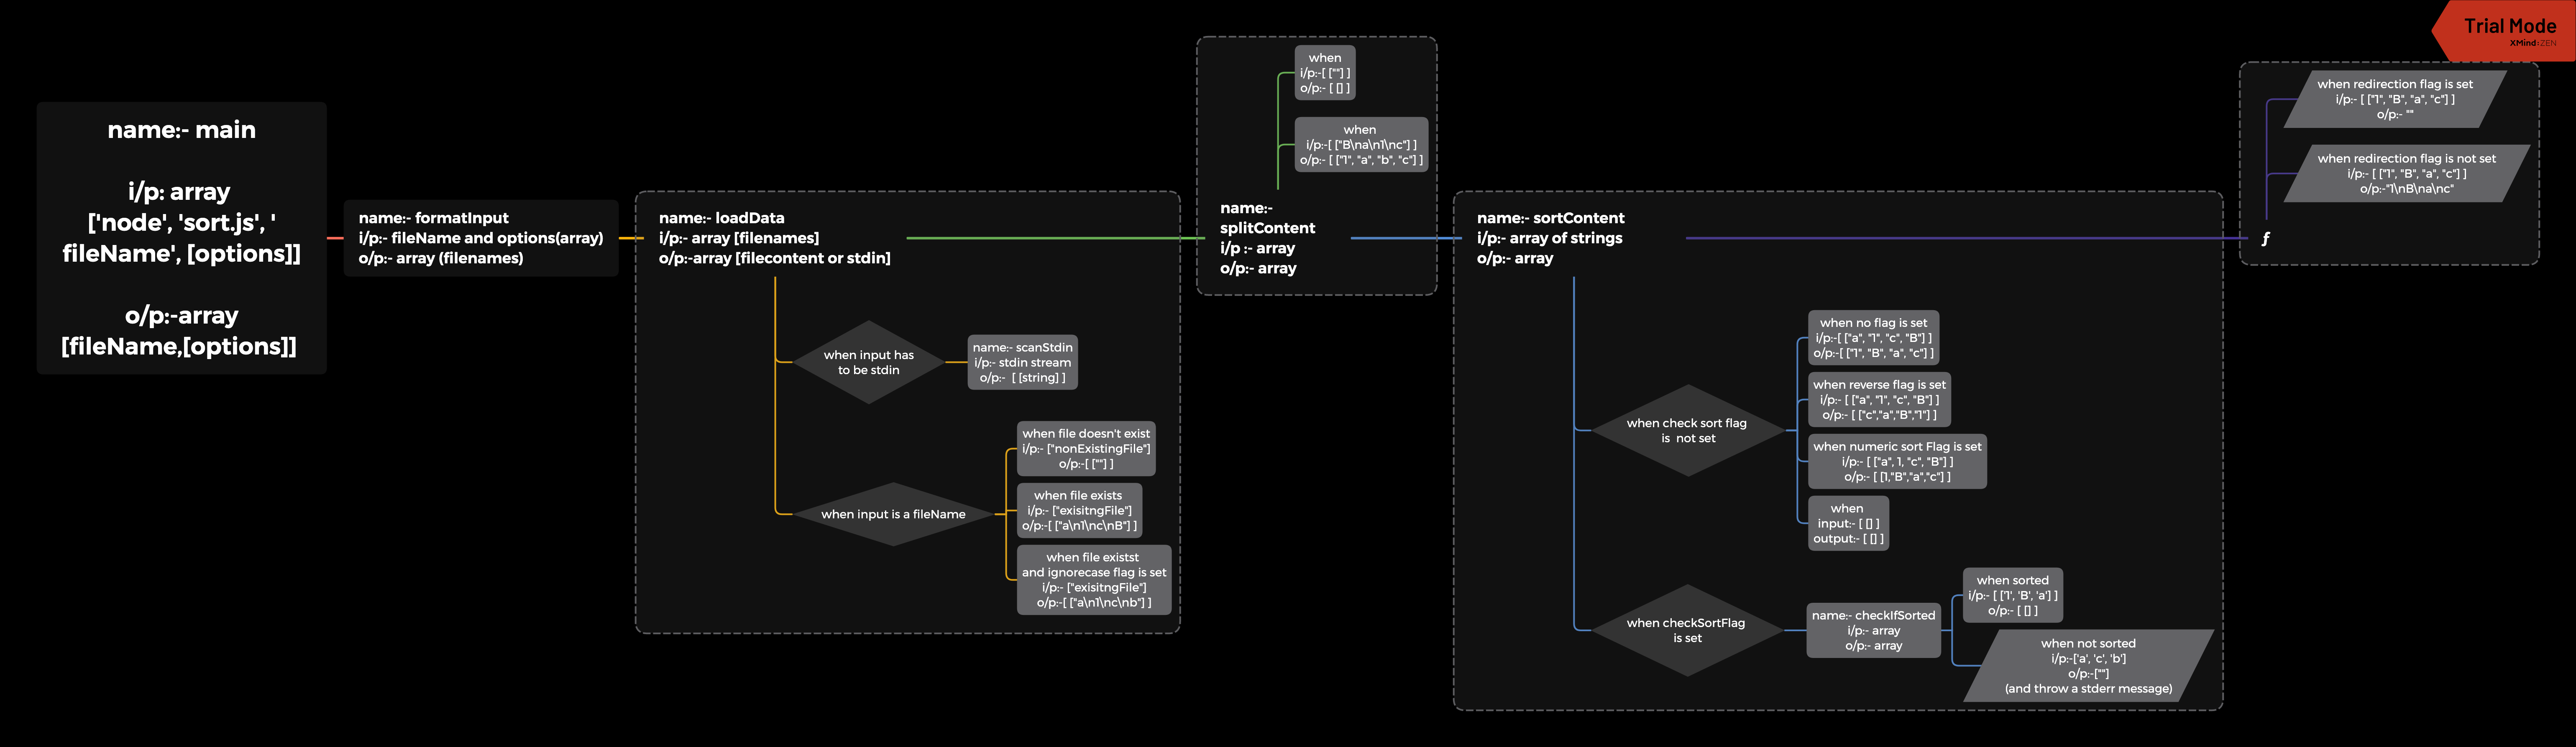 Trial Mode
XMind:ZEN
name:- main
i/p: array
['node', 'sort.js', '
fileName', [options]]
o/p:-array
[fileName,[options]]
name:- formatInput
i/p:- fileName and options(array)
o/p:- array (filenames)
name:- loadData
i/p:- array [filenames]
o/p:-array [filecontent or stdin]
when input has
to be stdin
name:- scanStdin
i/p:- stdin stream
o/p:- [ [string] ]
when input is a fileName
when file doesn't exist
i/p:- ["nonExistingFile"]
o/p:-[ [""] ]
when file exists
i/p:- ["exisitngFile"]
o/p:-[ ["a\n1\nc\nB"] ]
when file existst
and ignorecase flag is set
i/p:- ["exisitngFile"]
o/p:-[ ["a\n1\nc\nb"] ]
when
i/p:-[ [""] ]
o/p:- [ [] ]
when
i/p:-[ ["B\na\n1\nc"] ]
o/p:- [ ["1", "a", "b", "c"] ]
name:-
splitContent
i/p :- array
o/p:- array
name:- sortContent
i/p:- array of strings
o/p:- array
when check sort flag
is not set
when no flag is set
i/p:-[ ["a", "1", "c", "B"] ]
o/p:-[ ["1", "B", "a", "c"] ]
when reverse flag is set
i/p:- [ ["a", "1", "c", "B"] ]
o/p:- [ ["c","a","B","1"] ]
when numeric sort Flag is set
i/p:- [ ["a", 1, "c", "B"] ]
o/p:- [ [1,"B","a","c"] ]
when
input:- [ [] ]
output:- [ [] ]
when checkSortFlag
is set
name:- checkIfSorted
i/p:- array
o/p:- array
when sorted
i/p:- [ ['1', 'B', 'a'] ]
o/p:- [ [] ]
when not sorted
i/p:-['a', 'c', 'b']
o/p:-[""]
(and throw a stderr message)
when redirection flag is set
i/p:- [ ["1", "B", "a", "c"] ]
o/p:- ""
when redirection flag is not set
i/p:- [ ["1", "B", "a", "c"] ]
o/p:-"1\nB\na\nc"
f